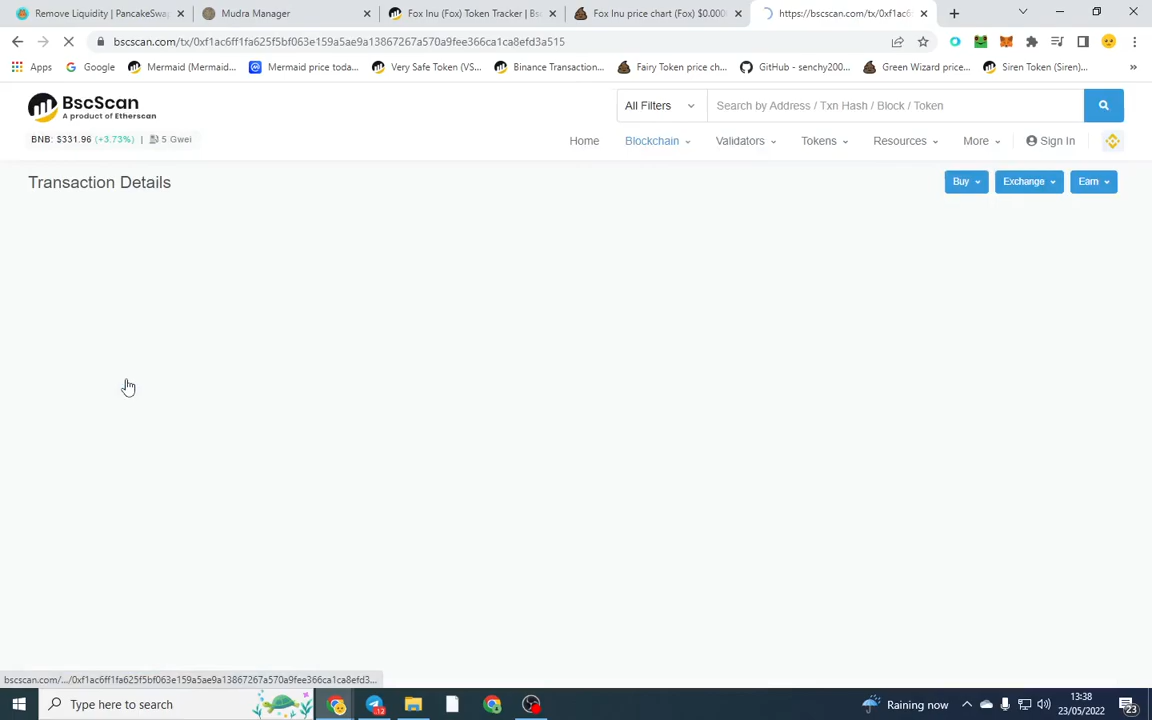 Remove Liquidity | PancakeSwap
Mudra Manager
Fox Inu (Fox) Token Tracker | Bsc
Fox Inu price chart (Fox) $0.000
https://bscscan.com/tx/0xf1ac6
bscscan.com/tx/0xf1ac6ff1fa625f5bf063e159a5ae9a13867267a570a9fee366ca1ca8efd3a515
Apps
Google
Mermaid (Mermaid...
Mermaid price toda...
Very Safe Token (VS...
Binance Transaction...
Fairy Token price ch...
GitHub - senchy200...
Green Wizard price...
Siren Token (Siren)...
»
BscScan
A product of Etherscan
All Filters
Search by Address / Txn Hash / Block / Token
BNB: $331.96 (+3.73%) | 5 Gwei
Home
Blockchain
Validators
Tokens
Resources
More
Sign In
Transaction Details
Buy
Exchange
Earn
bscscan.com/.../0xf1ac6ff1fa625f5bf063e159a5ae9a13867267a570a9fee366ca1ca8efd3...
Type here to search
12
Raining now
13:38
23/05/2022
23